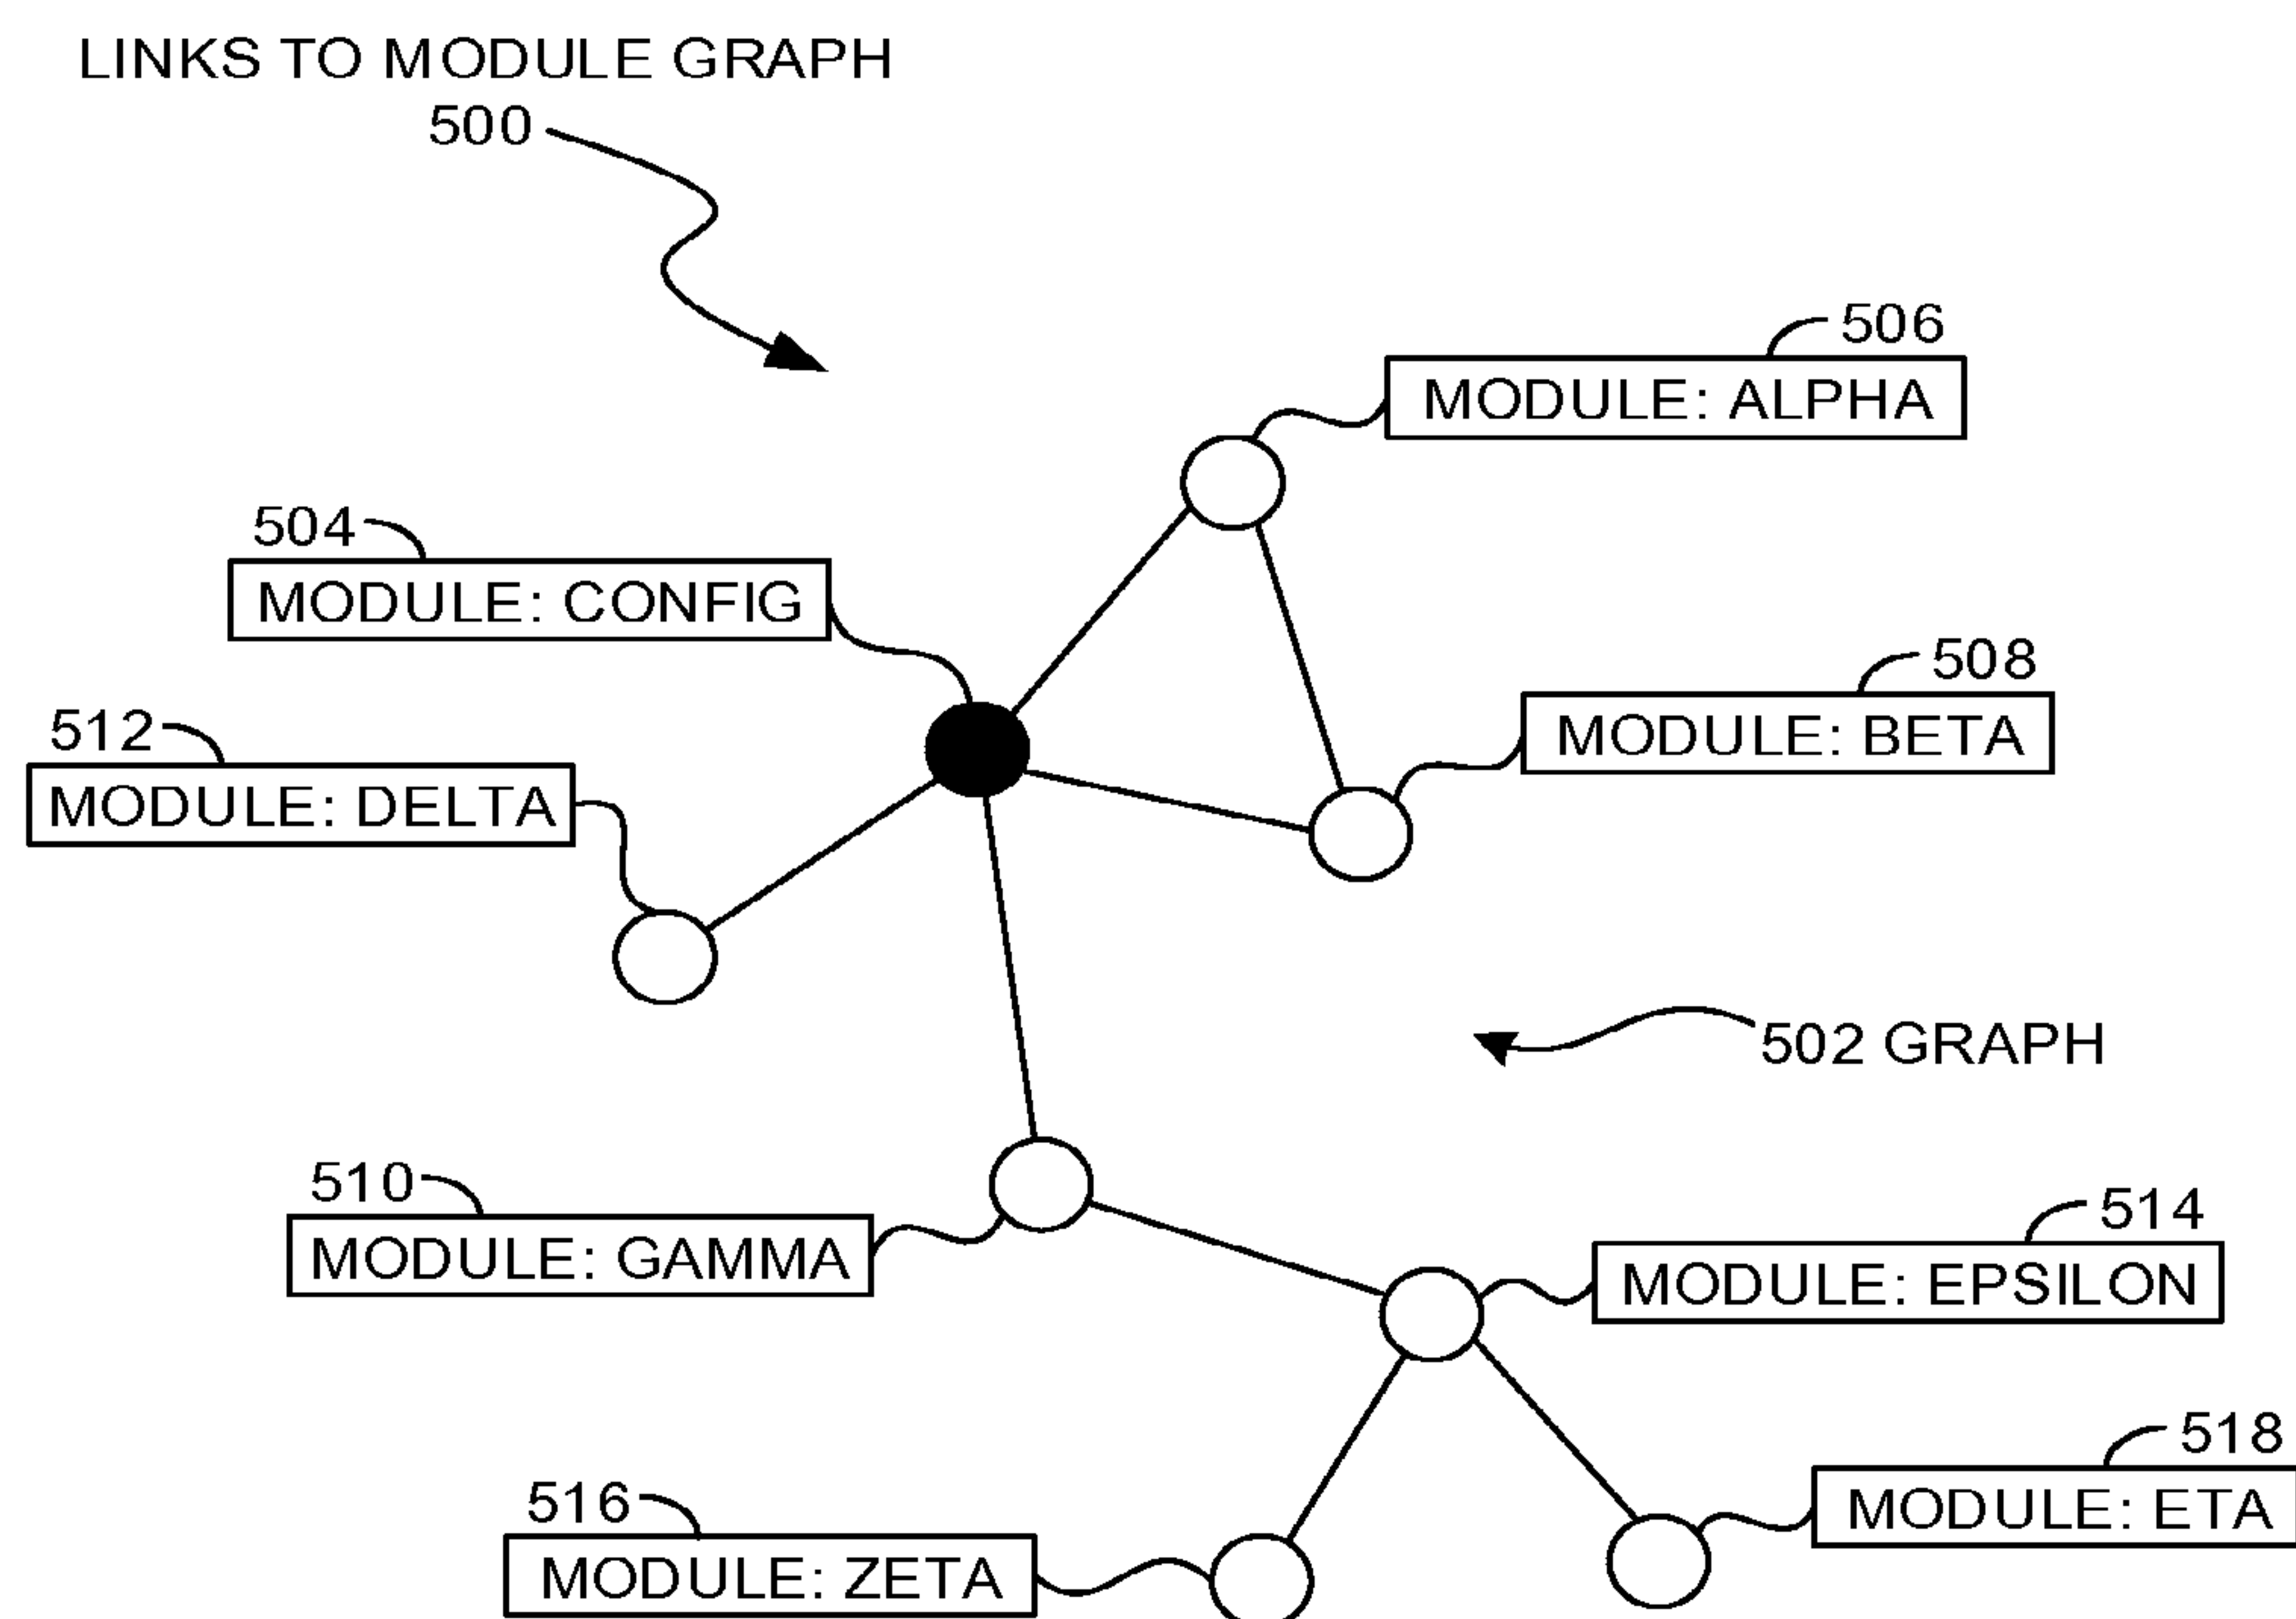 LINKS TO MODULE GRAPH
500
506
MODULE: ALPHA
504
MODULE: CONFIG
508
MODULE: BETA
512
MODULE: DELTA
502 GRAPH
510
MODULE: GAMMA
514
MODULE: EPSILON
518
MODULE: ETA
516
MODULE: ZETA